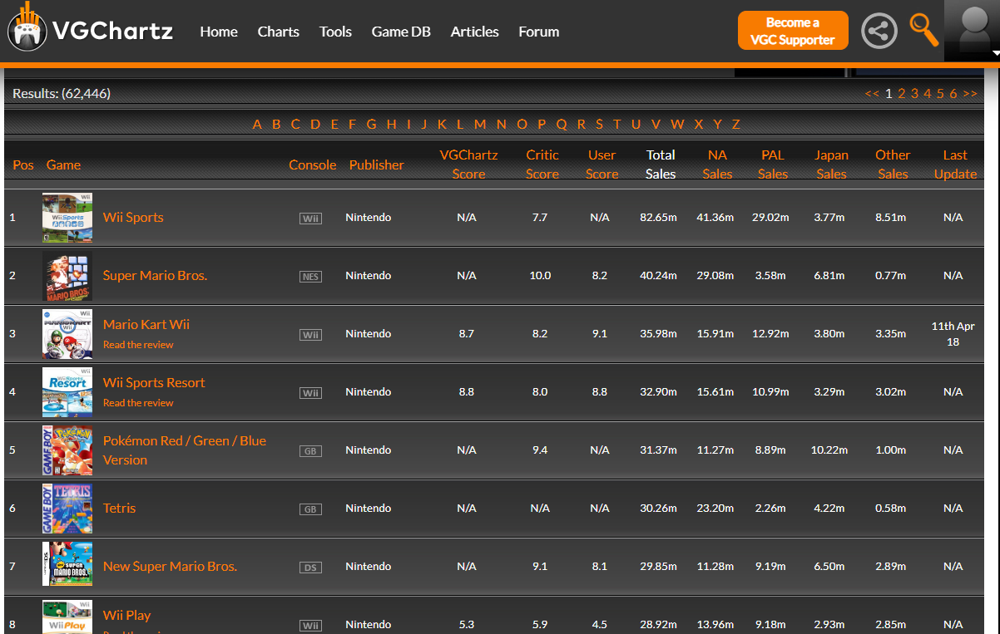 VGChartz Home Charts Tools Game DB Articles Forum
Become a
VGC Supporter
Results: (62,446) << 1 2 3 4 5 6 >>
A B C D E F G H I J K L M N O P Q R S T U V W X Y Z
Pos Game Console Publisher VGChartz Score Critic Score User Score Total Sales NA Sales PAL Sales Japan Sales Other Sales Last Update
1 Wii Sports Wii Nintendo N/A 7.7 N/A 82.65m 41.36m 29.02m 3.77m 8.51m N/A
2 Super Mario Bros. NES Nintendo N/A 10.0 8.2 40.24m 29.08m 3.58m 6.81m 0.77m N/A
3 Mario Kart Wii Wii Nintendo 8.7 8.2 9.1 35.98m 15.91m 12.92m 3.80m 3.35m 11th Apr 18
Read the review
4 Wii Sports Resort Wii Nintendo 8.8 8.0 8.8 32.90m 15.61m 10.99m 3.29m 3.02m N/A
Read the review
5 Pokémon Red / Green / Blue Version GB Nintendo N/A 9.4 N/A 31.37m 11.27m 8.89m 10.22m 1.00m N/A
6 Tetris GB Nintendo N/A N/A N/A 30.26m 23.20m 2.26m 4.22m 0.58m N/A
7 New Super Mario Bros. DS Nintendo N/A 9.1 8.1 29.85m 11.28m 9.19m 6.50m 2.89m N/A
8 Wii Play Wii Nintendo 5.3 5.9 4.5 28.92m 13.96m 9.18m 2.93m 2.85m N/A